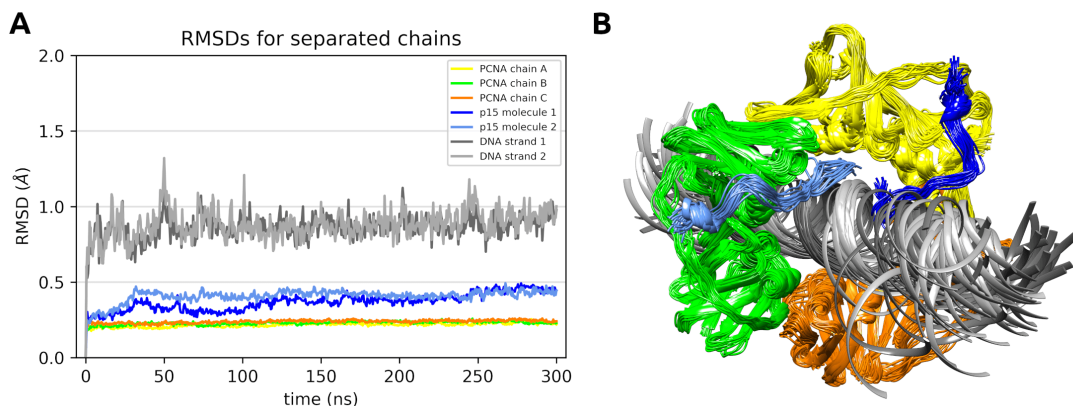 A
B
RMSDs for separated chains
PCNA chain A
PCNA chain B
PCNA chain C
p15 molecule 1
p15 molecule 2
DNA strand 1
DNA strand 2
RMSD (Å)
2.0
1.5
1.0
0.5
0.0
0 50 100 150 200 250 300
time (ns)